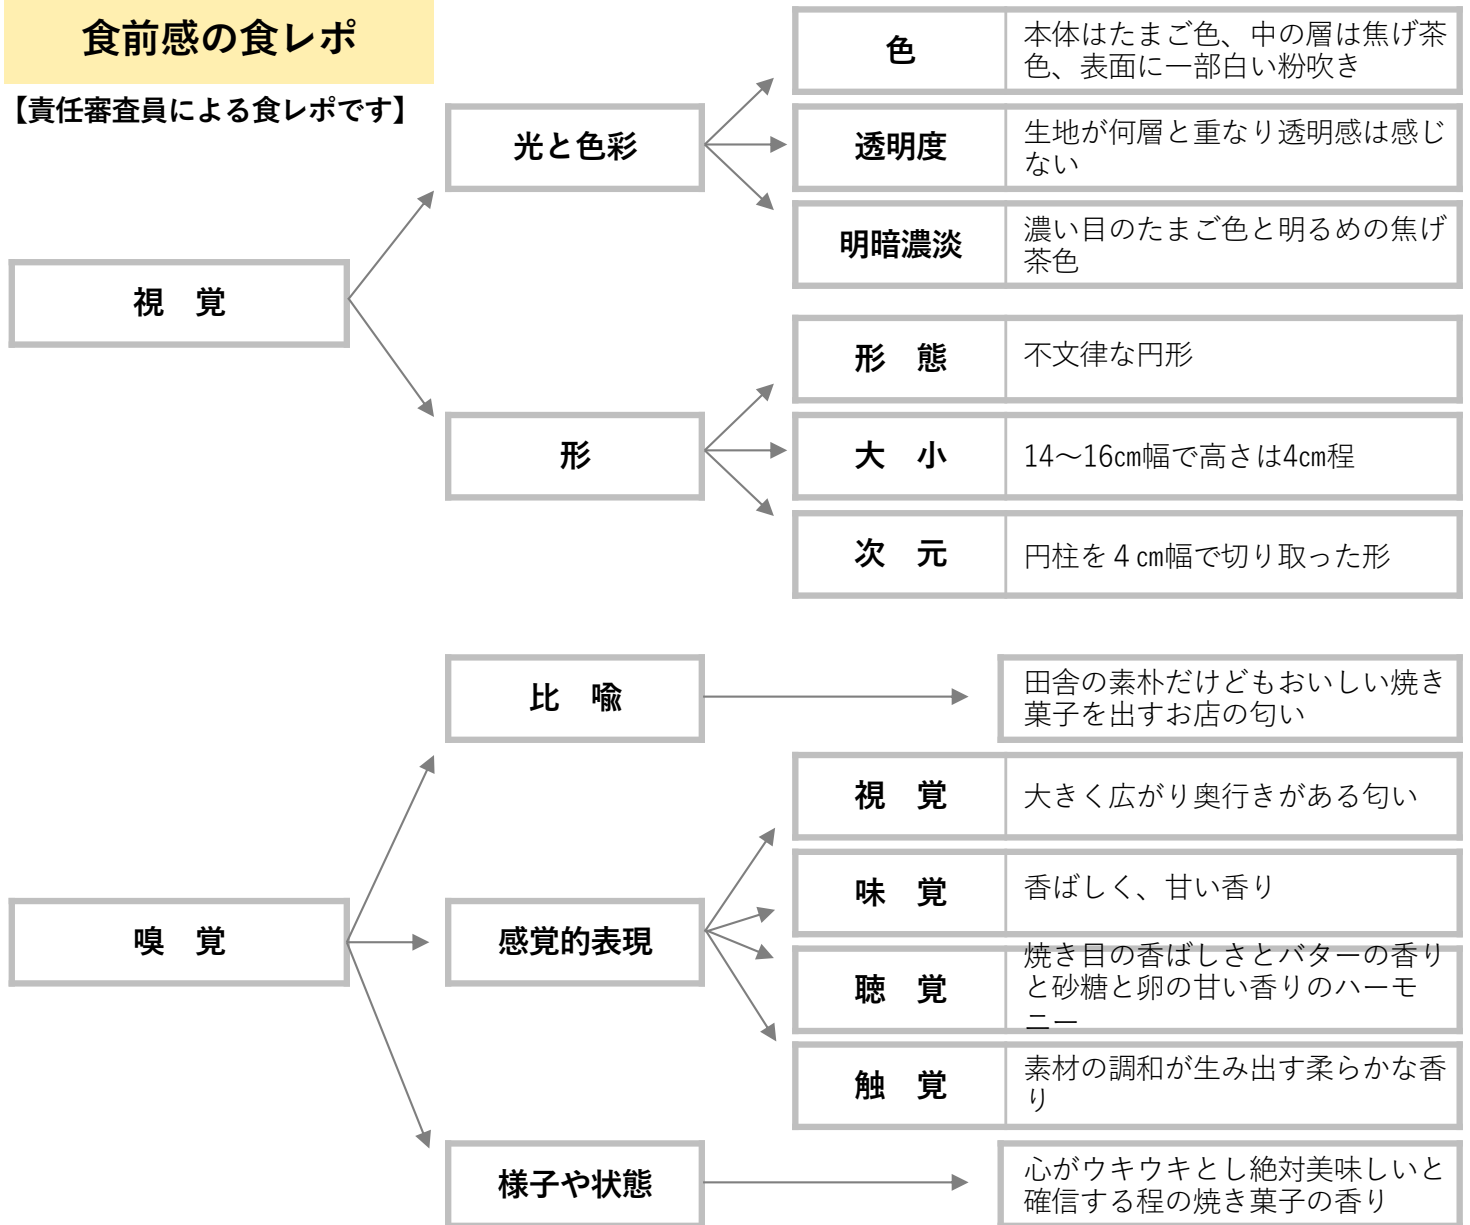 食前感の食レポ
【責任審査員による食レポです】
視　覚
光と色彩
色
本体はたまご色、中の層は焦げ茶
色、表面に一部白い粉吹き
透明度
生地が何層と重なり透明感は感じ
ない
明暗濃淡
濃い目のたまご色と明るめの焦げ
茶色
形
形　態
不文律な円形
大　小
14～16㎝幅で高さは4㎝程
次　元
円柱を４㎝幅で切り取った形
嗅　覚
比　喩
田舎の素朴だけどもおいしい焼き
菓子を出すお店の匂い
感覚的表現
視　覚
大きく広がり奥行きがある匂い
味　覚
香ばしく、甘い香り
聴　覚
焼き目の香ばしさとバターの香り
と砂糖と卵の甘い香りのハーモ
ニー
触　覚
素材の調和が生み出す柔らかな香
り
様子や状態
心がウキウキとし絶対美味しいと
確信する程の焼き菓子の香り